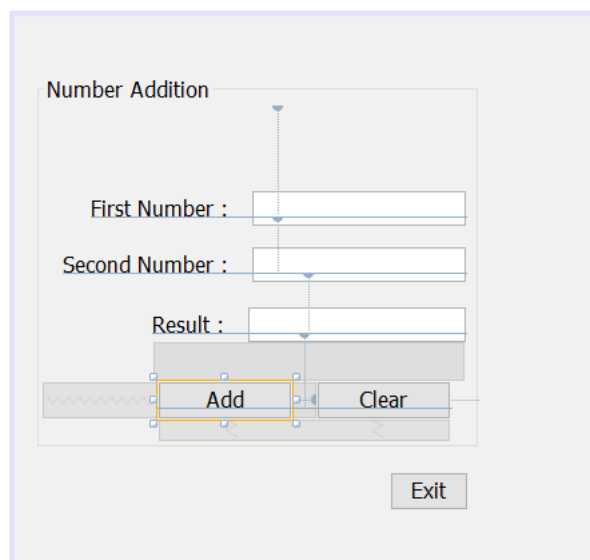 Number Addition
First Number :
Second Number :
Result :
Add Clear
Exit